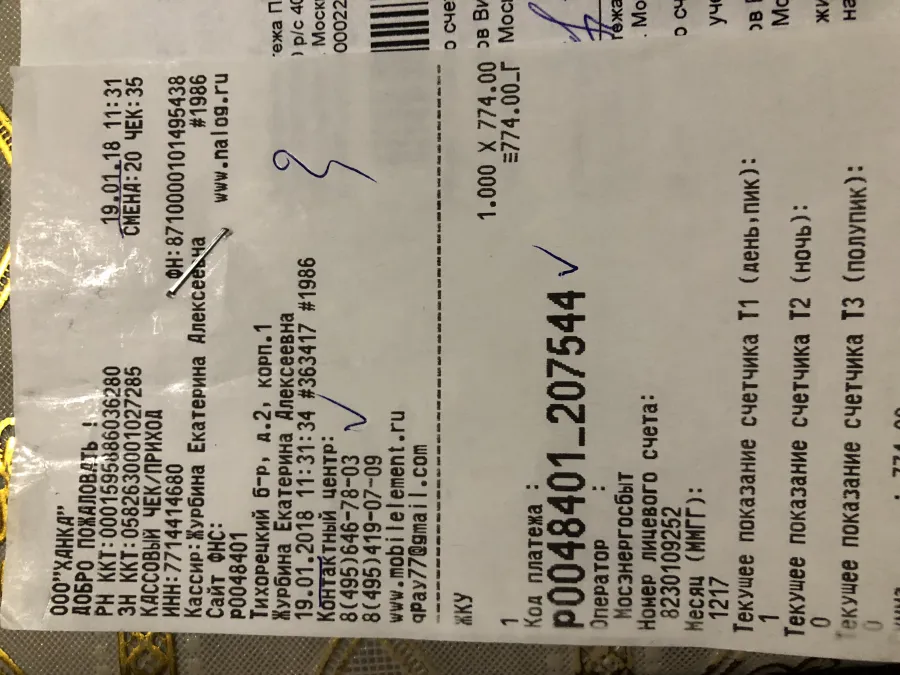 ООО"ХАНКА"
ДОБРО ПОЖАЛОВАТЬ !
РН ККТ:0001595886036280 19.01.18 11:31
ЗН ККТ:0582630001027285 СМЕНА:20 ЧЕК:35
КАССОВЫЙ ЧЕК/ПРИХОД
ИНН:7714414680 ФН:8710000101495438
Кассир:Журбина Екатерина Алексеевна #1986
Сайт ФНС: www.nalog.ru
p0048401
Тихорецкий б-р, д.2, корп.1
Журбина Екатерина Алексеевна
19.01.2018 11:31:34 #363417 #1986
Контактный центр:
8(495)646-78-03
8(495)419-07-09
www.mobilelement.ru
qPay77@gmail.com
ЖКУ
1.000 X 774.00
1 =774.00_Г
Код платежа :
p0048401_207544
Оператор :
Мосэнергосбыт
Номер лицевого счета:
8230109252
Месяц (ММГГ):
1217
Текущее показание счетчика Т1 (день,пик):
1
Текущее показание счетчика Т2 (ночь):
0
Текущее показание счетчика Т3 (полупик):
0